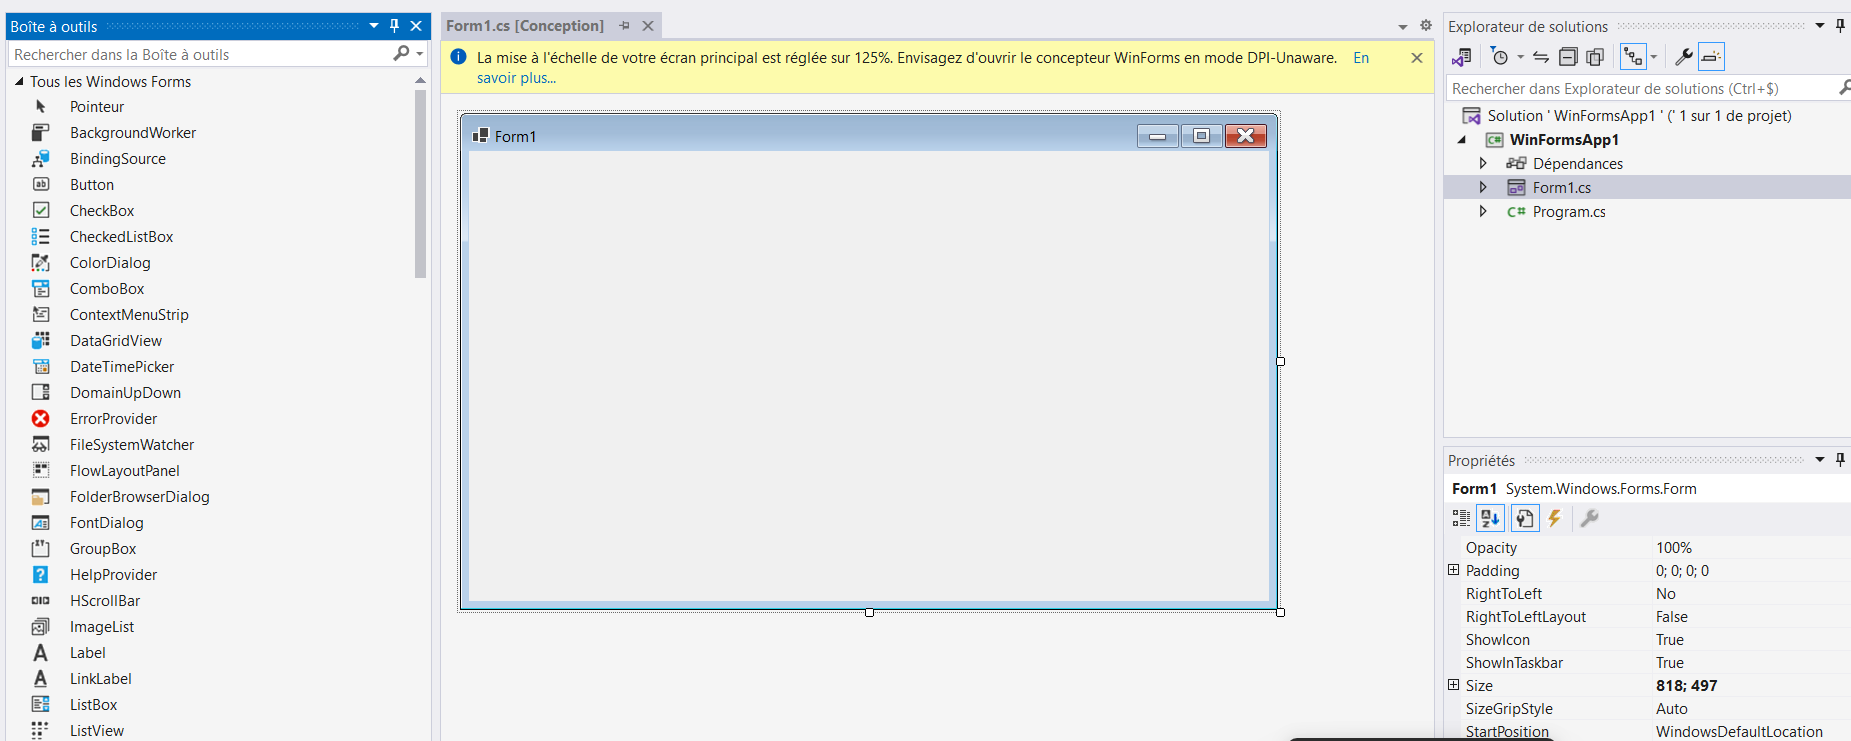 Boîte à outils
Rechercher dans la Boîte à outils
Tous les Windows Forms
Pointeur
BackgroundWorker
BindingSource
Button
CheckBox
CheckedListBox
ColorDialog
ComboBox
ContextMenuStrip
DataGridView
DateTimePicker
DomainUpDown
ErrorProvider
FileSystemWatcher
FlowLayoutPanel
FolderBrowserDialog
FontDialog
GroupBox
HelpProvider
HScrollBar
ImageList
Label
LinkLabel
ListBox
ListView
Form1.cs [Conception]
La mise à l'échelle de votre écran principal est réglée sur 125%. Envisagez d'ouvrir le concepteur WinForms en mode DPI-Unaware. En
savoir plus...
Form1
Explorateur de solutions
Rechercher dans Explorateur de solutions (Ctrl+$)
Solution ' WinFormsApp1 ' (' 1 sur 1 de projet)
WinFormsApp1
Dépendances
Form1.cs
C# Program.cs
Propriétés
Form1 System.Windows.Forms.Form
Opacity 100%
Padding 0; 0; 0; 0
RightToLeft No
RightToLeftLayout False
ShowIcon True
ShowInTaskbar True
Size 818; 497
SizeGripStyle Auto
StartPosition WindowsDefaultLocation